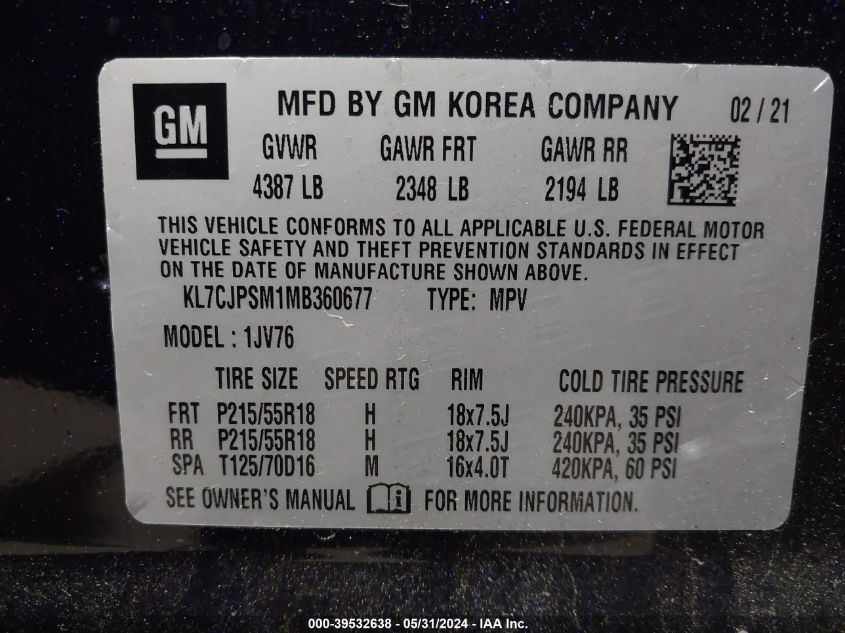 GM
MFD BY GM KOREA COMPANY 02 / 21
GVWR GAWR FRT GAWR RR
4387 LB 2348 LB 2194 LB
THIS VEHICLE CONFORMS TO ALL APPLICABLE U.S. FEDERAL MOTOR
VEHICLE SAFETY AND THEFT PREVENTION STANDARDS IN EFFECT
ON THE DATE OF MANUFACTURE SHOWN ABOVE.
KL7CJPSM1MB360677 TYPE: MPV
MODEL : 1JV76
TIRE SIZE SPEED RTG RIM COLD TIRE PRESSURE
FRT P215/55R18 H 18x7.5J 240KPA, 35 PSI
RR P215/55R18 H 18x7.5J 240KPA, 35 PSI
SPA T125/70D16 M 16x4.0T 420KPA, 60 PSI
SEE OWNER'S MANUAL i FOR MORE INFORMATION.
000-39532638 - 05/31/2024 - IAA Inc.